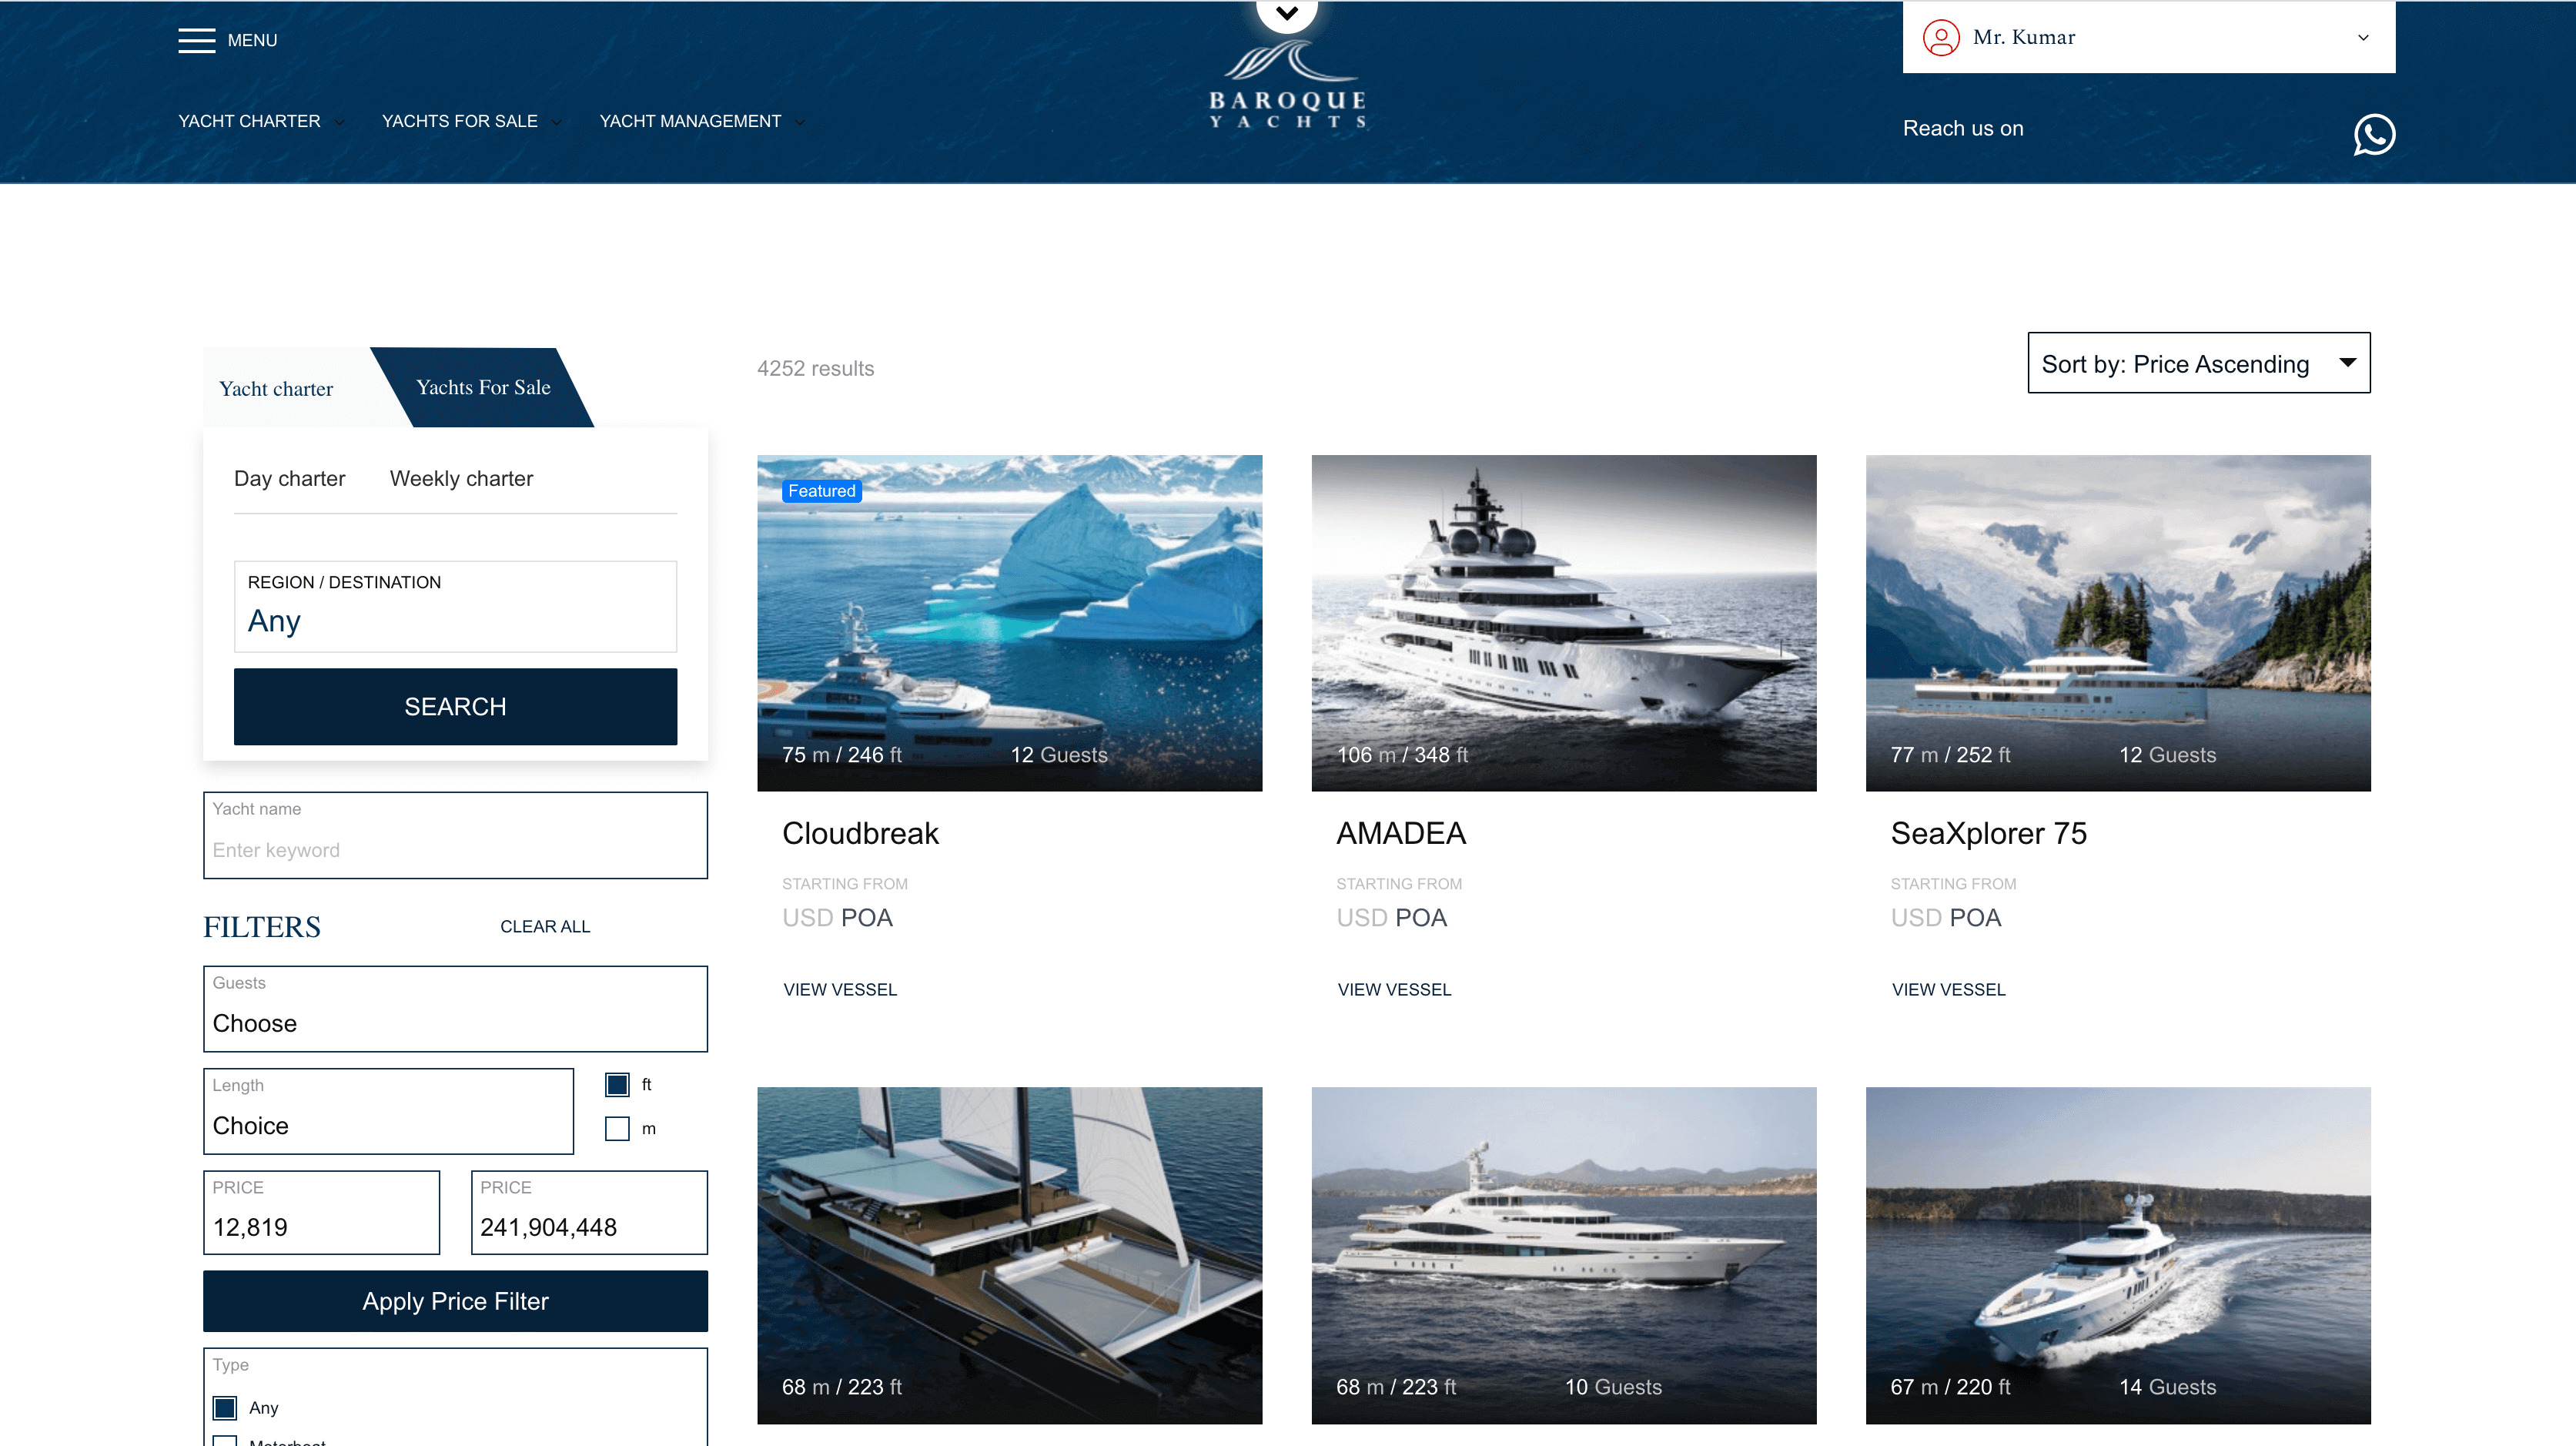 MENU
Mr. Kumar
YACHT CHARTER
YACHTS FOR SALE
YACHT MANAGEMENT
BAROQUE
YACHTS
Reach us on
Yacht charter
Yachts For Sale
4252 results
Sort by: Price Ascending
Day charter
Weekly charter
REGION / DESTINATION
Any
SEARCH
Yacht name
Enter keyword
FILTERS
CLEAR ALL
Guests
Choose
Length
Choice
ft
m
PRICE
12,819
PRICE
241,904,448
Apply Price Filter
Type
Any
Motorboat
Featured
75 m / 246 ft
12 Guests
Cloudbreak
STARTING FROM
USD POA
VIEW VESSEL
106 m / 348 ft
AMADEA
STARTING FROM
USD POA
VIEW VESSEL
77 m / 252 ft
12 Guests
SeaXplorer 75
STARTING FROM
USD POA
VIEW VESSEL
68 m / 223 ft
68 m / 223 ft
10 Guests
67 m / 220 ft
14 Guests